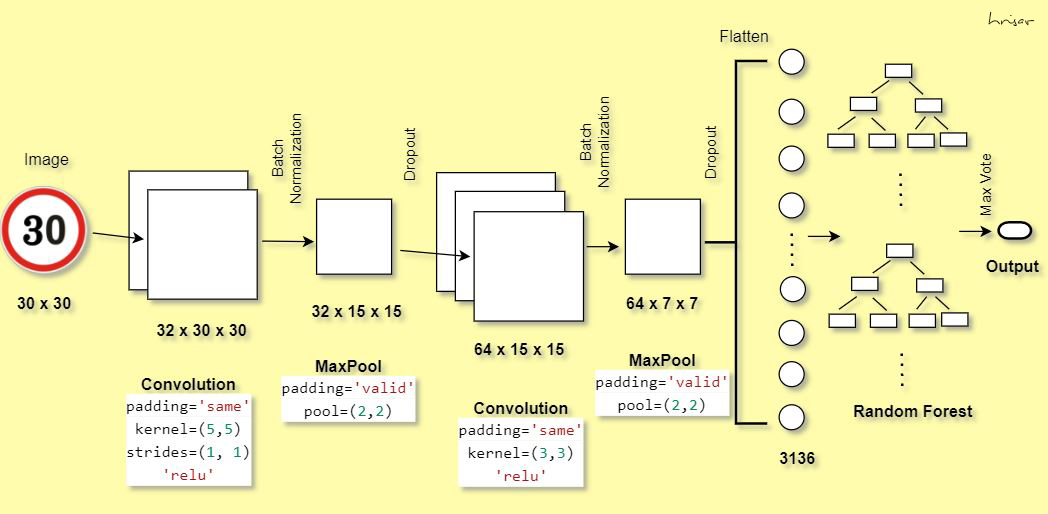 hrisav
Flatten
Image
Batch
Normalization
Dropout
Batch
Normalization
Dropout
Max Vote
30
30 x 30
32 x 30 x 30
32 x 15 x 15
64 x 15 x 15
64 x 7 x 7
Output
Convolution
padding='same'
kernel=(5,5)
strides=(1, 1)
'relu'
MaxPool
padding='valid'
pool=(2,2)
Convolution
padding='same'
kernel=(3,3)
'relu'
MaxPool
padding='valid'
pool=(2,2)
3136
Random Forest